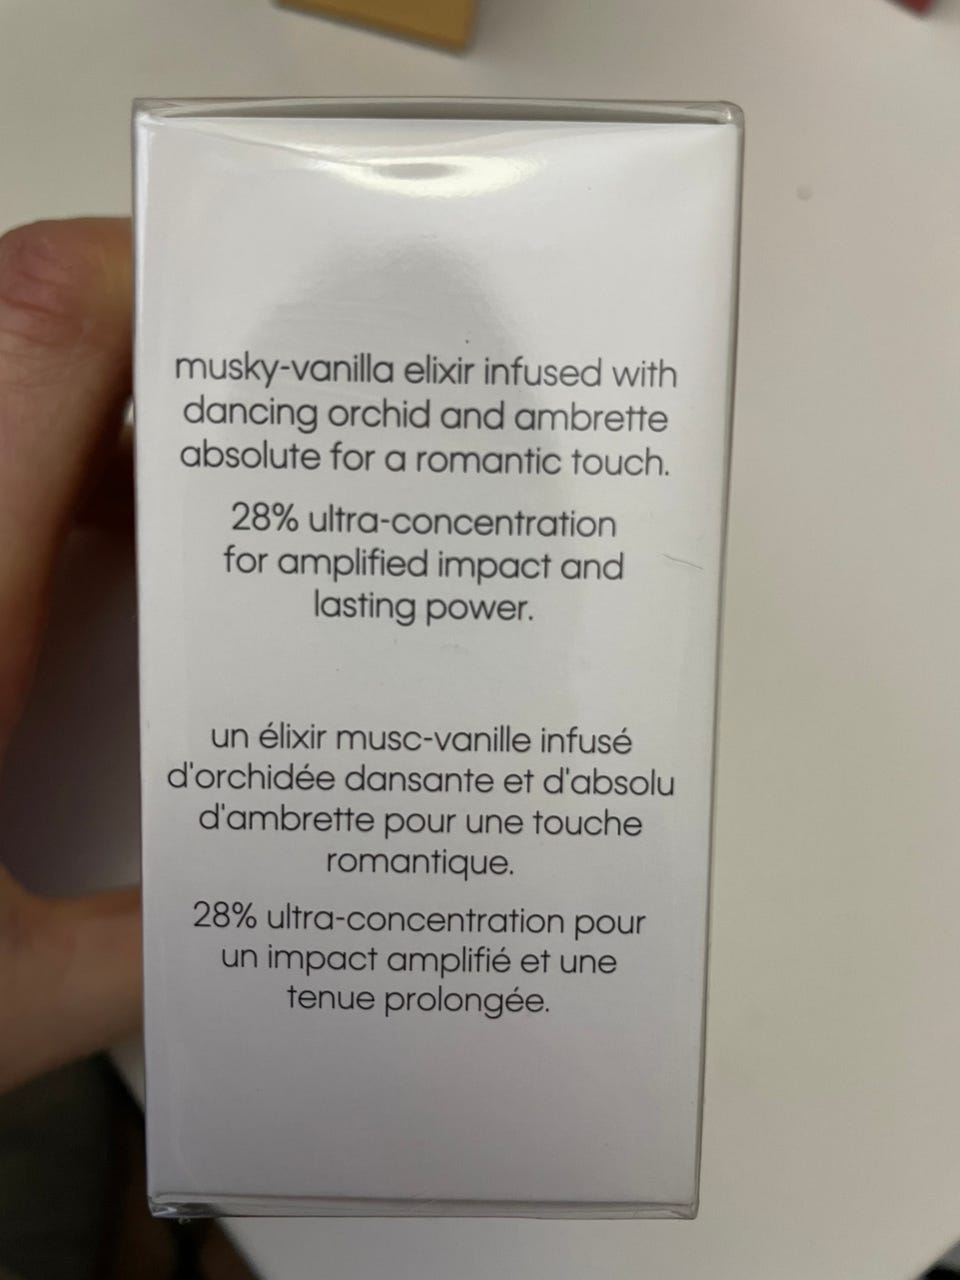 musky-vanilla elixir infused with
dancing orchid and ambrette
absolute for a romantic touch.
28% ultra-concentration
for amplified impact and
lasting power.
un élixir musc-vanille infusé
d'orchidée dansante et d'absolu
d'ambrette pour une touche
romantique.
28% ultra-concentration pour
un impact amplifié et une
tenue prolongée.